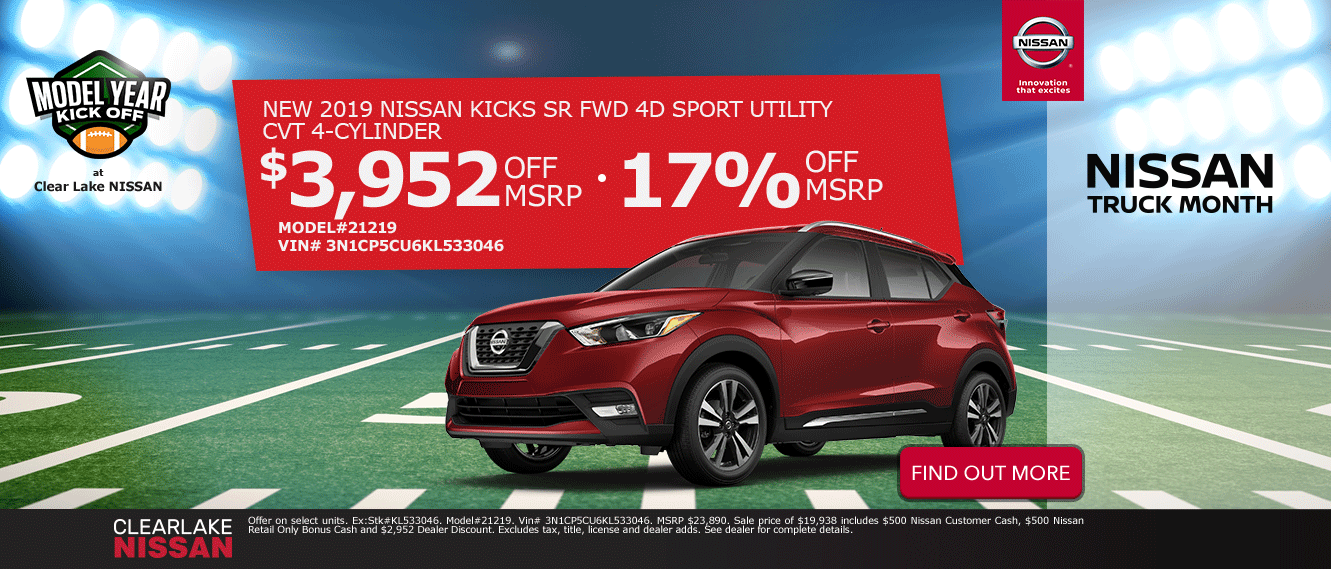 MODEL YEAR
KICK OFF
at
Clear Lake NISSAN
NEW 2019 NISSAN KICKS SR FWD 4D SPORT UTILITY
CVT 4-CYLINDER
$3,952 OFF MSRP · 17% OFF MSRP
MODEL#21219
VIN# 3N1CP5CU6KL533046
NISSAN
Innovation
that excites
NISSAN
TRUCK MONTH
NISSAN
FIND OUT MORE
CLEARLAKE
NISSAN
Offer on select units. Ex:Stk#KL533046. Model#21219. Vin# 3N1CP5CU6KL533046. MSRP $23,890. Sale price of $19,938 includes $500 Nissan Customer Cash, $500 Nissan
Retail Only Bonus Cash and $2,952 Dealer Discount. Excludes tax, title, license and dealer adds. See dealer for complete details.